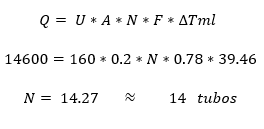 Q = U * A * N * F * ΔTml
14600 = 160 * 0.2 * N * 0.78 * 39.46
N = 14.27 ≈ 14 tubos